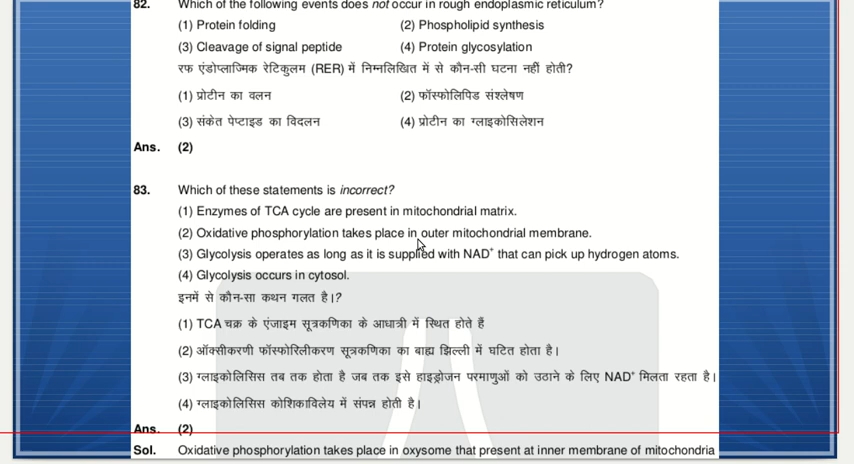 82. Which of the following events does not occur in rough endoplasmic reticulum?
(1) Protein folding (2) Phospholipid synthesis
(3) Cleavage of signal peptide (4) Protein glycosylation
रफ एंडोप्लाज्मिक रेटिकुलम (RER) में निम्नलिखित में से कौन-सी घटना नहीं होती?
(1) प्रोटीन का वलन (2) फॉस्फोलिपिड संश्लेषण
(3) संकेत पेप्टाइड का विदलन (4) प्रोटीन का ग्लाइकोसिलेशन
Ans. (2)
83. Which of these statements is incorrect?
(1) Enzymes of TCA cycle are present in mitochondrial matrix.
(2) Oxidative phosphorylation takes place in outer mitochondrial membrane.
(3) Glycolysis operates as long as it is supplied with NAD⁺ that can pick up hydrogen atoms.
(4) Glycolysis occurs in cytosol.
इनमें से कौन-सा कथन गलत है।?
(1) TCA चक्र के एंजाइम सूत्रकणिका के आधात्री में स्थित होते हैं
(2) ऑक्सीकरणी फॉस्फोरिलीकरण सूत्रकणिका का बाह्य झिल्ली में घटित होता है।
(3) ग्लाइकोलिसिस तब तक होता है जब तक इसे हाइड्रोजन परमाणुओं को उठाने के लिए NAD⁺ मिलता रहता है।
(4) ग्लाइकोलिसिस कोशिकाविलेय में संपन्न होती है।
Ans. (2)
Sol. Oxidative phosphorylation takes place in oxysome that present at inner membrane of mitochondria